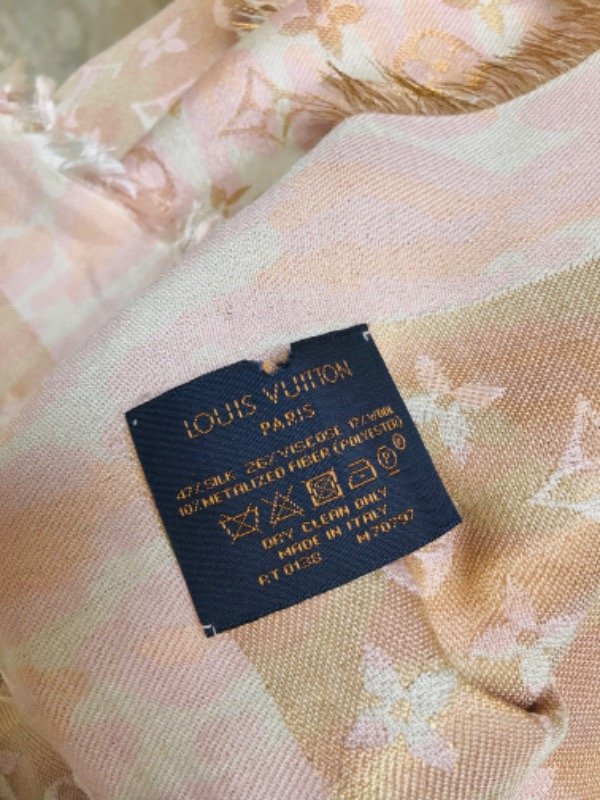 LOUIS VUITTON
PARIS
47%SILK 26%VISCOSE 17%WOOL
10%METALIZED FIBER (POLYESTER)
P R
DRY CLEAN ONLY
MADE IN ITALY
RT0138 M70797